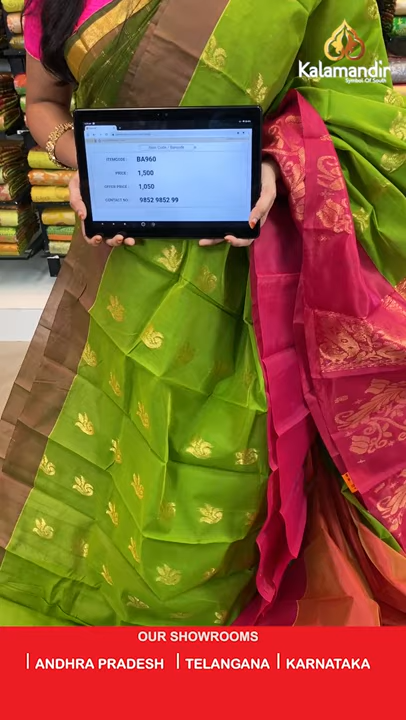 Kalamandir
Symbol Of South
ITEMCODE : BA960
PRICE : 1,500
OFFER PRICE : 1,050
CONTACT NO : 9852 9852 99
OUR SHOWROOMS
| ANDHRA PRADESH | TELANGANA | KARNATAKA